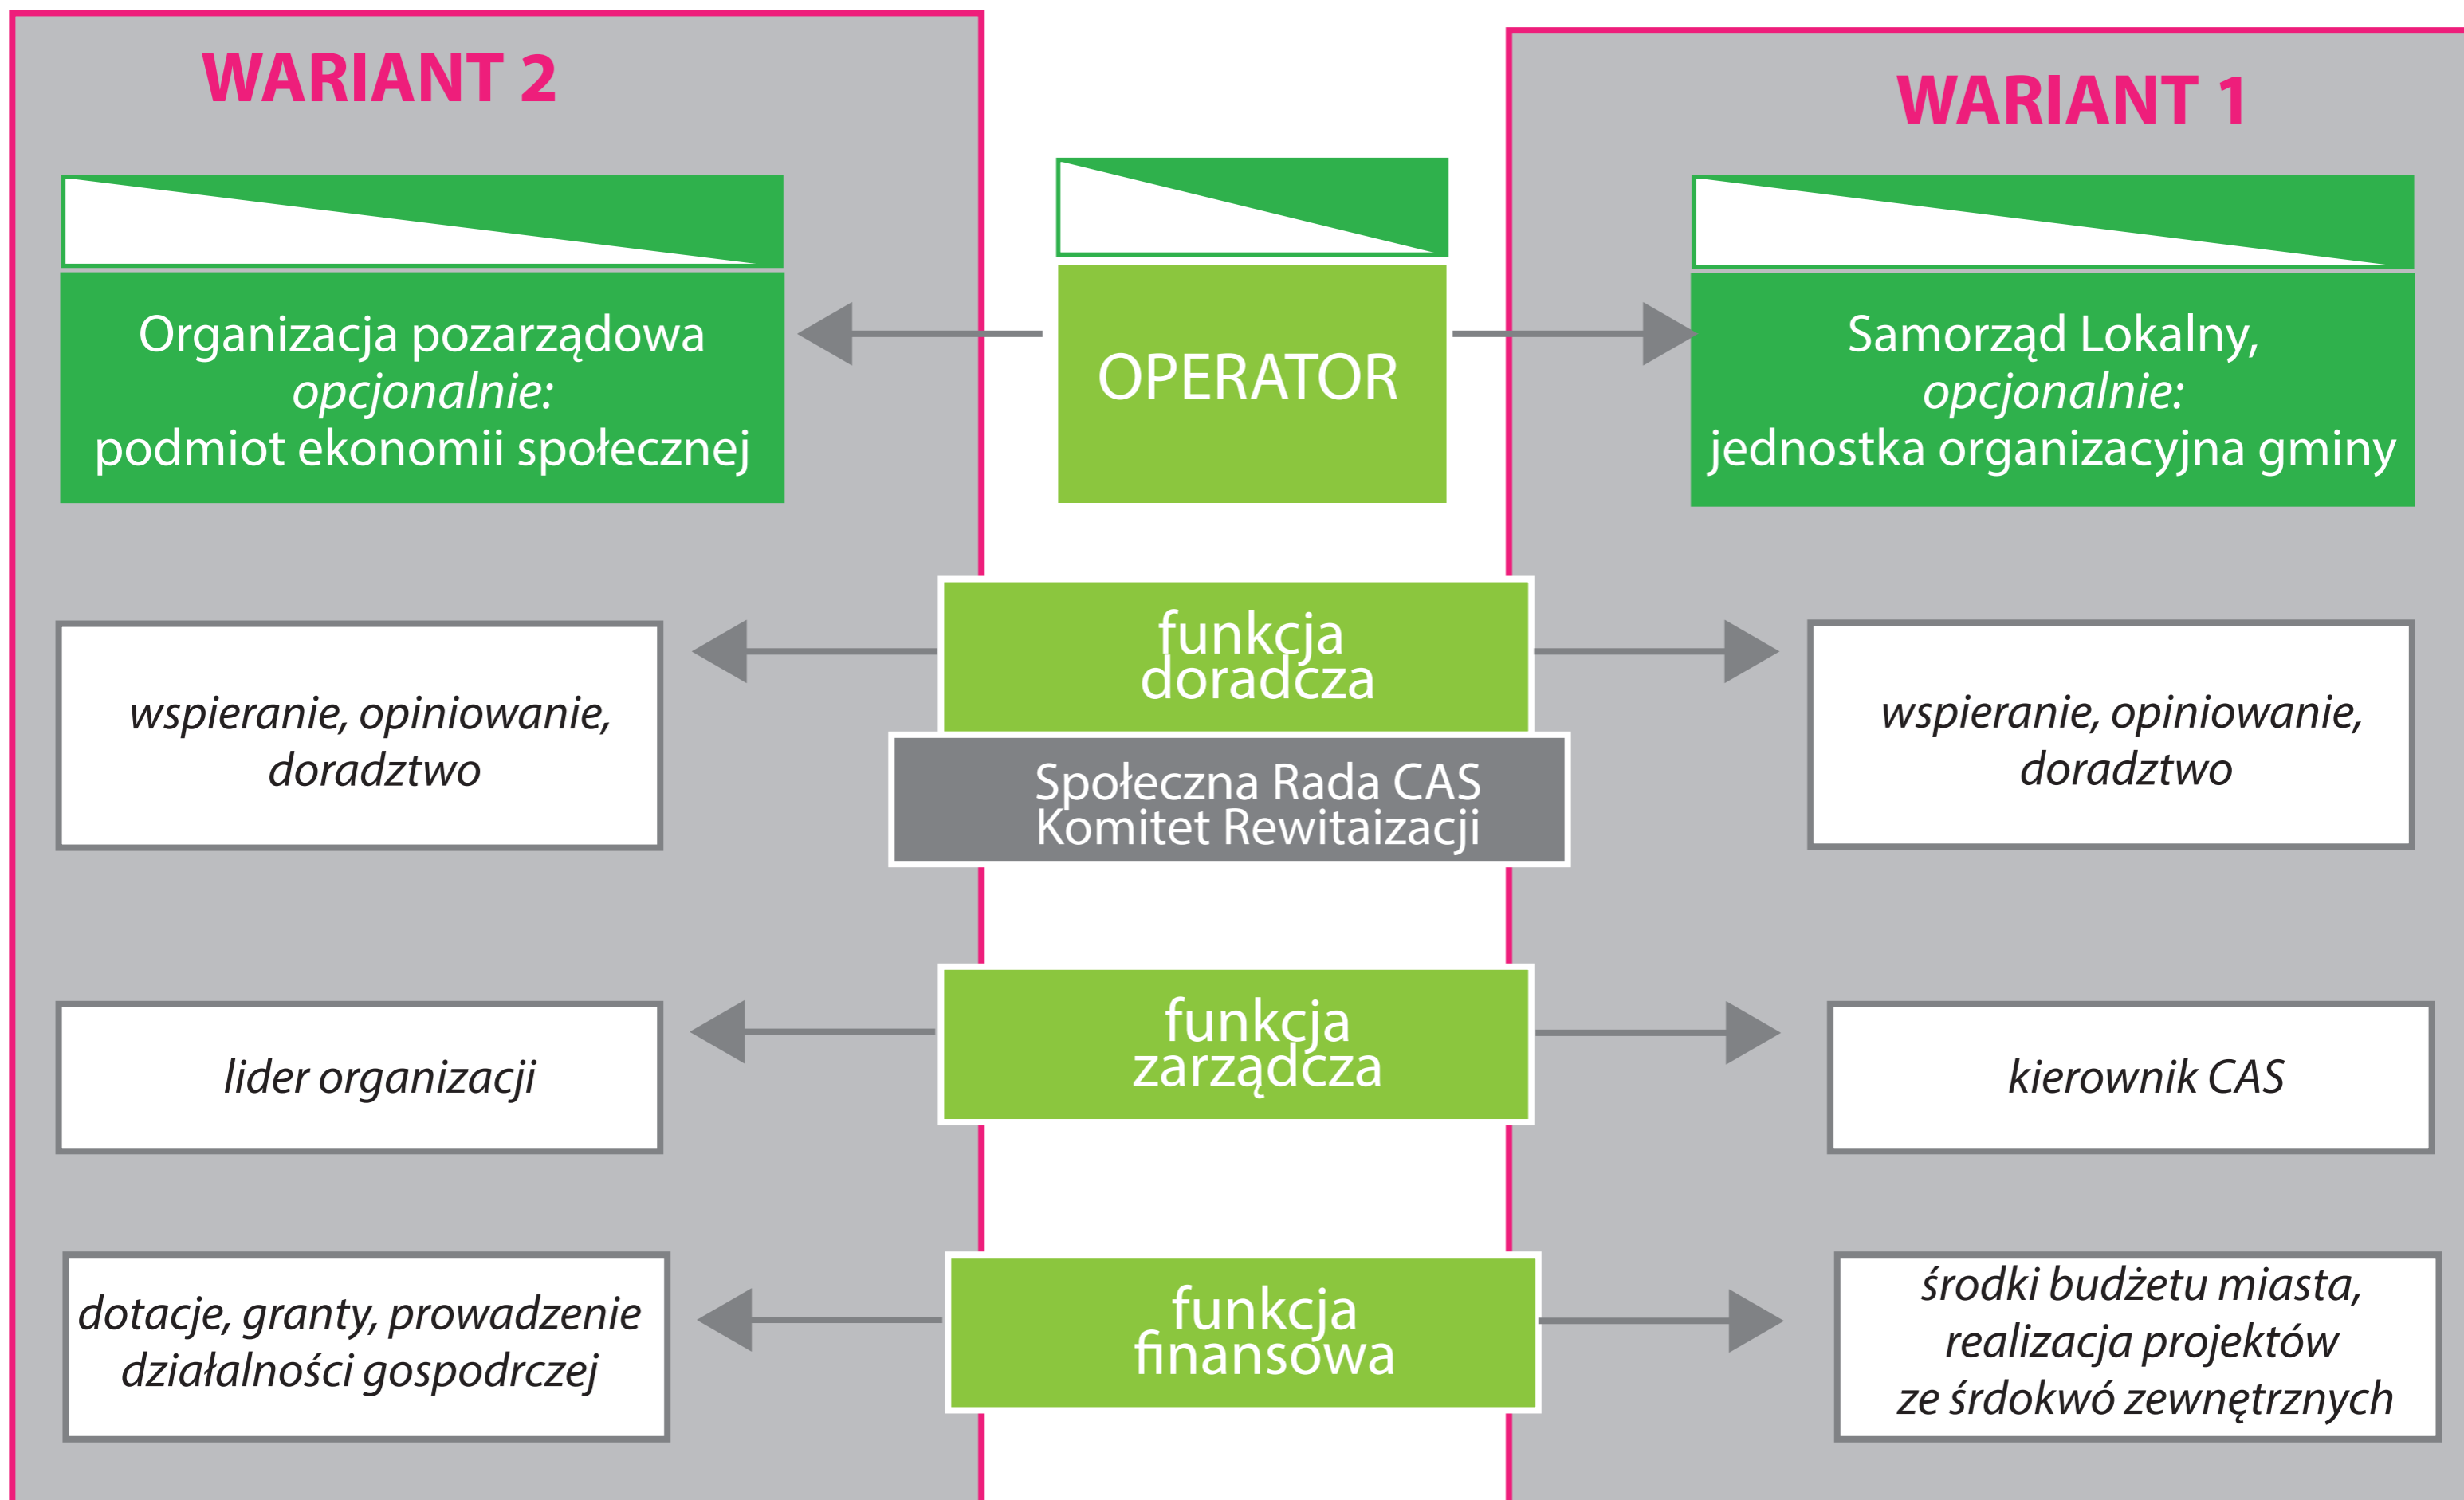 WARIANT 2
WARIANT 1
Organizacja pozarządowa
opcjonalnie:
podmiot ekonomii społecznej
OPERATOR
Samorząd Lokalny,
opcjonalnie:
jednostka organizacyjna gminy
wspieranie, opiniowanie,
doradztwo
funkcja
doradcza
Społeczna Rada CAS
Komitet Rewitaizacji
wspieranie, opiniowanie,
doradztwo
lider organizacji
funkcja
zarządcza
kierownik CAS
dotacje, granty, prowadzenie
działalności gospodrczej
funkcja
finansowa
środki budżetu miasta,
realizacja projektów
ze śrdokwó zewnętrznych